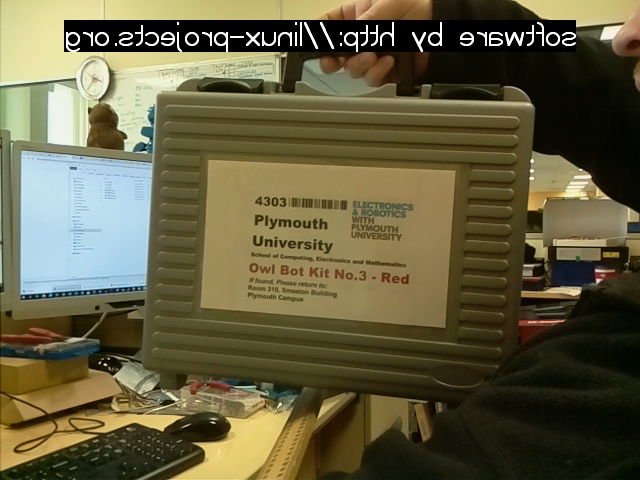 software by http://linux-projects.org
4303
ELECTRONICS
& ROBOTICS
WITH
PLYMOUTH
UNIVERSITY
Plymouth
University
School of Computing, Electronics and Mathematics
Owl Bot Kit No.3 - Red
If found, Please return to:
Room 310, Smeaton Building
Plymouth Campus